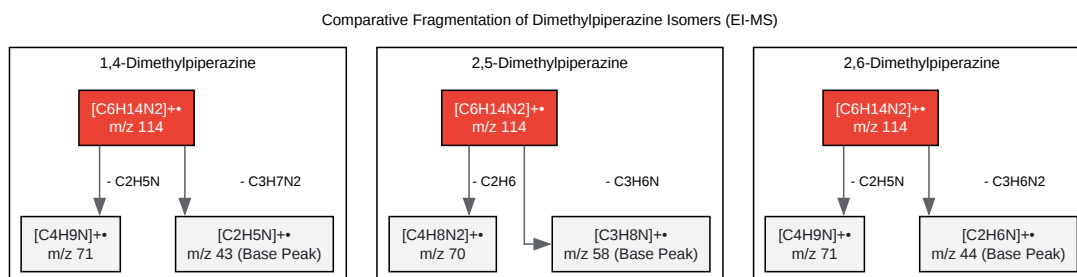 Comparative Fragmentation of Dimethylpiperazine Isomers (EI-MS)
1,4-Dimethylpiperazine
[C6H14N2]+•
m/z 114
- C2H5N
- C3H7N2
[C4H9N]+•
m/z 71
[C2H5N]+•
m/z 43 (Base Peak)
2,5-Dimethylpiperazine
[C6H14N2]+•
m/z 114
- C2H6
- C3H6N
[C4H8N2]+•
m/z 70
[C3H8N]+•
m/z 58 (Base Peak)
2,6-Dimethylpiperazine
[C6H14N2]+•
m/z 114
- C2H5N
- C3H6N2
[C4H9N]+•
m/z 71
[C2H6N]+•
m/z 44 (Base Peak)